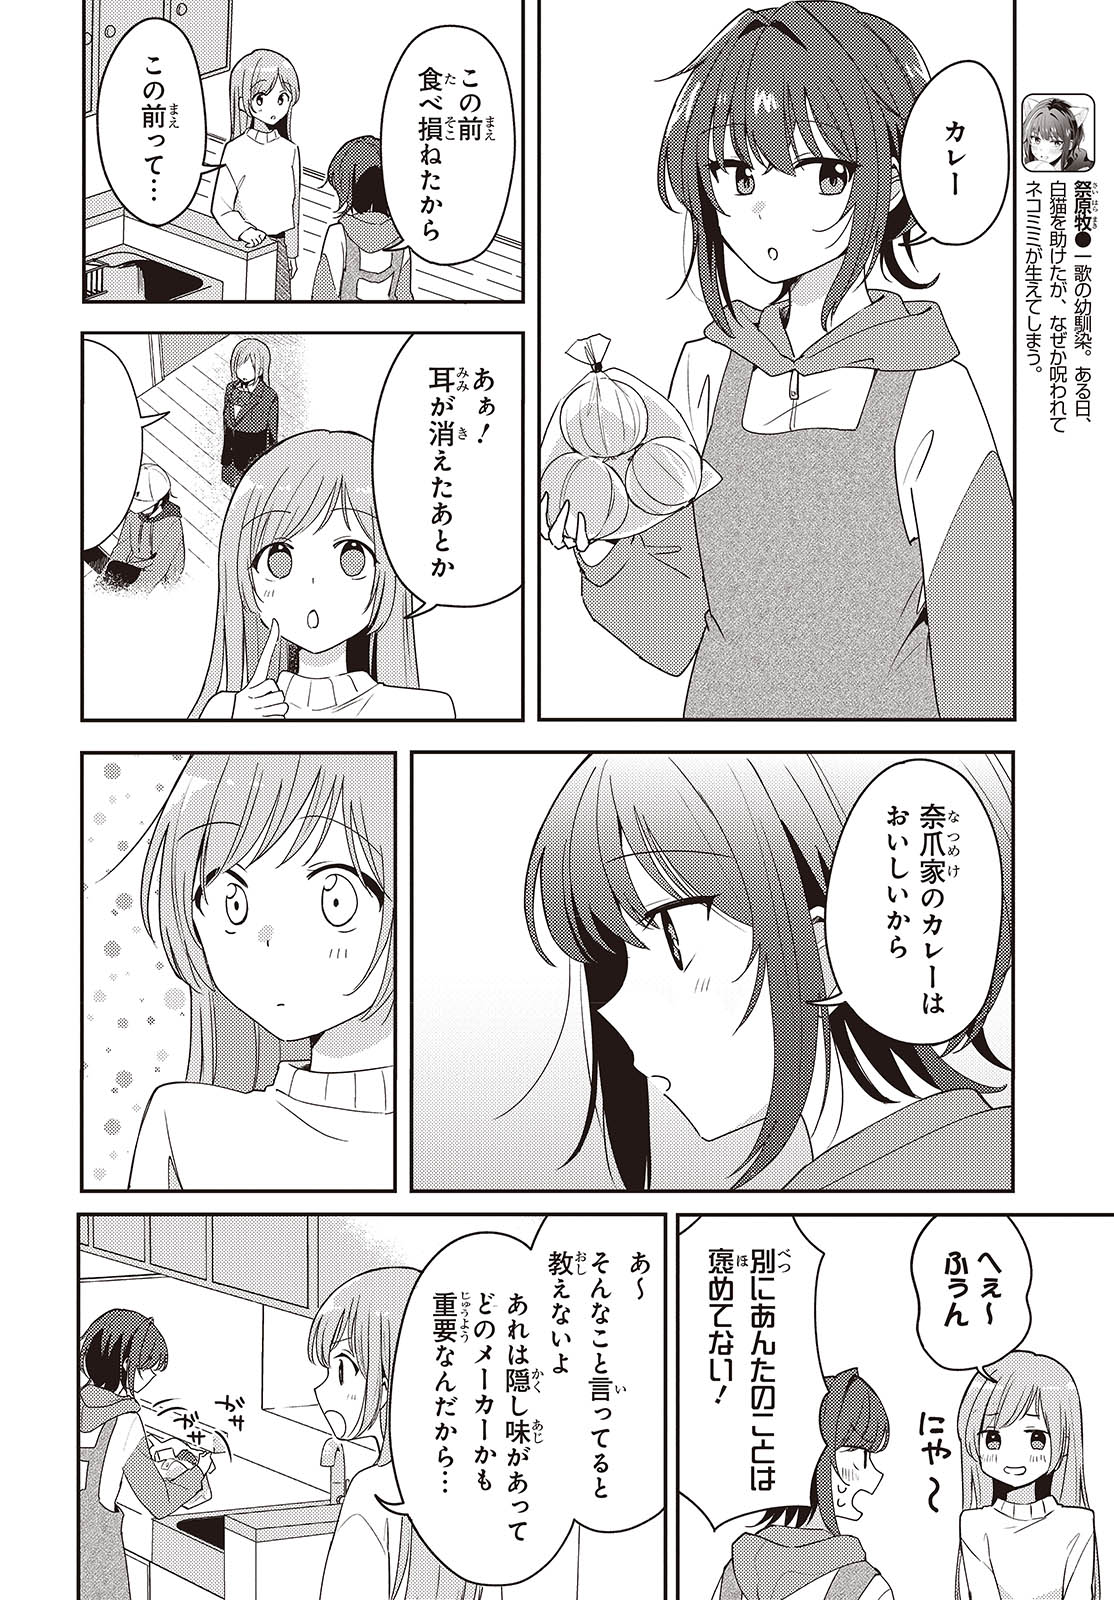 祭原牧●一歌の幼馴染。ある日、
白猫を助けたが、なぜか呪われて
ネコミミが生えてしまう。
カレー
この前
食べ損ねたから
この前って…
あぁ！
耳が消えたあとか
奈爪家のカレーは
おいしいから
へぇ〜
ふうん
にゃ〜
別にあんたのことは
褒めてない！
あ〜
そんなこと言ってると
教えないよ
あれは隠し味があって
どのメーカーかも
重要なんだから…
ガサ
ガサ